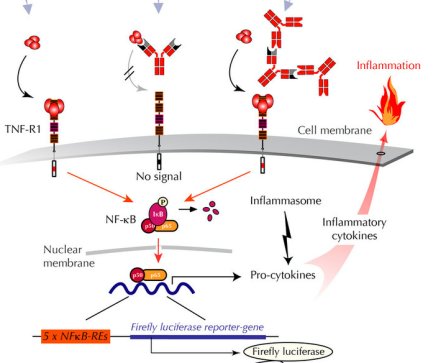 Inflammation
TNF-R1
Cell membrane
No signal
P
IκB
NF-κB
p50 p65
Inflammasome
Inflammatory
cytokines
Nuclear
membrane
p50 p65
Pro-cytokines
5 x NFκB-REs
Firefly luciferase reporter-gene
Firefly luciferase